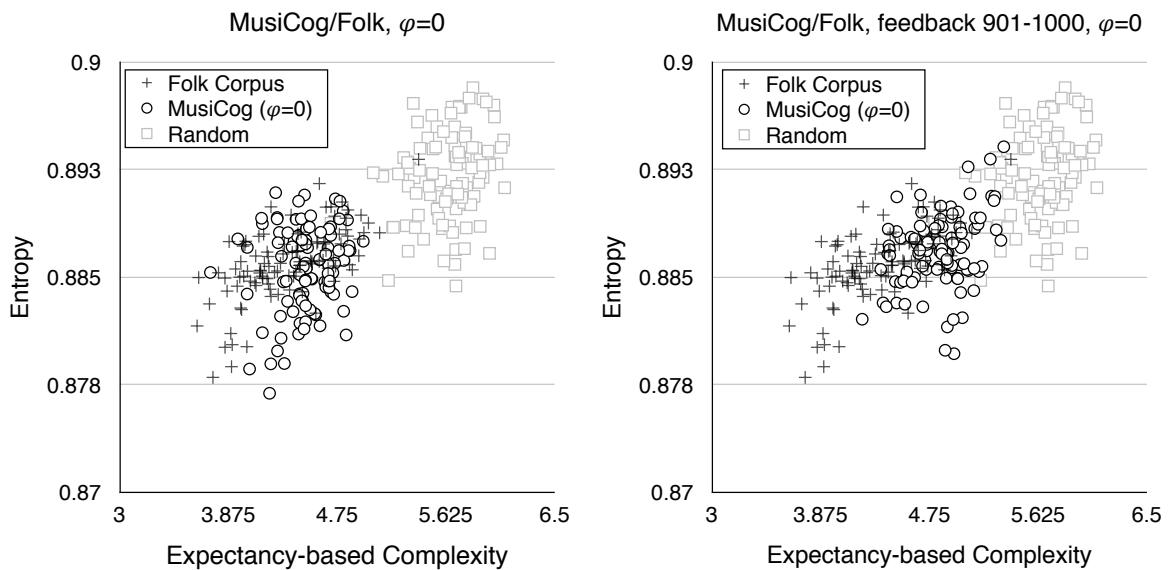 MusiCog/Folk, φ=0
0.9
Folk Corpus
MusiCog (φ=0)
Random
0.893
0.885
0.878
0.87
Entropy
3
3.875
4.75
5.625
6.5
Expectancy-based Complexity
MusiCog/Folk, feedback 901-1000, φ=0
0.9
Folk Corpus
MusiCog (φ=0)
Random
0.893
0.885
0.878
0.87
Entropy
3
3.875
4.75
5.625
6.5
Expectancy-based Complexity